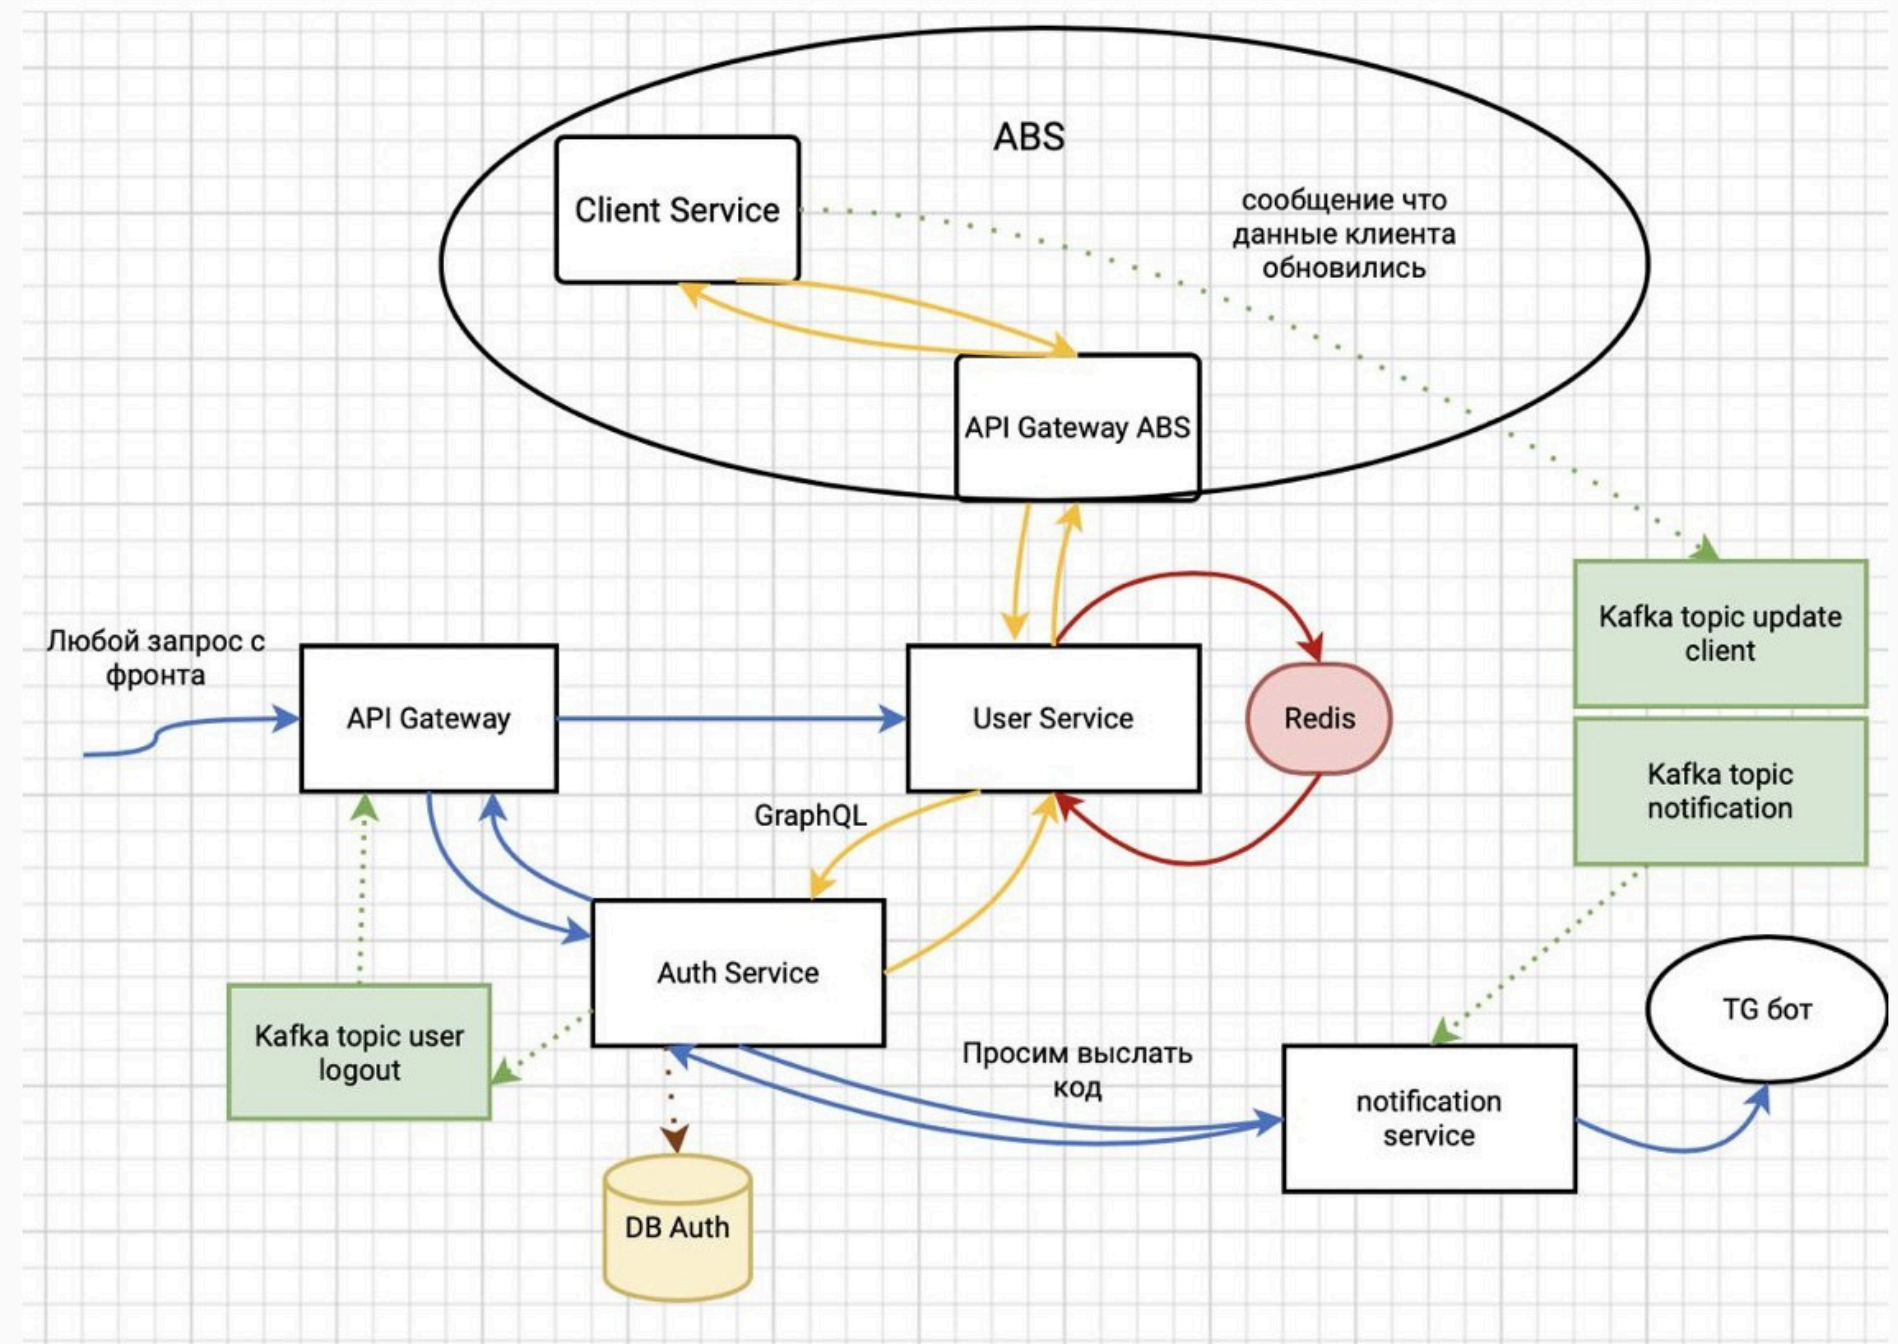 ABS
Client Service
сообщение что
данные клиента
обновились
API Gateway ABS
Любой запрос с
фронта
API Gateway
User Service
Redis
Kafka topic update
client
Kafka topic
notification
GraphQL
Auth Service
Kafka topic user
logout
Просим выслать
код
notification
service
TG бот
DB Auth